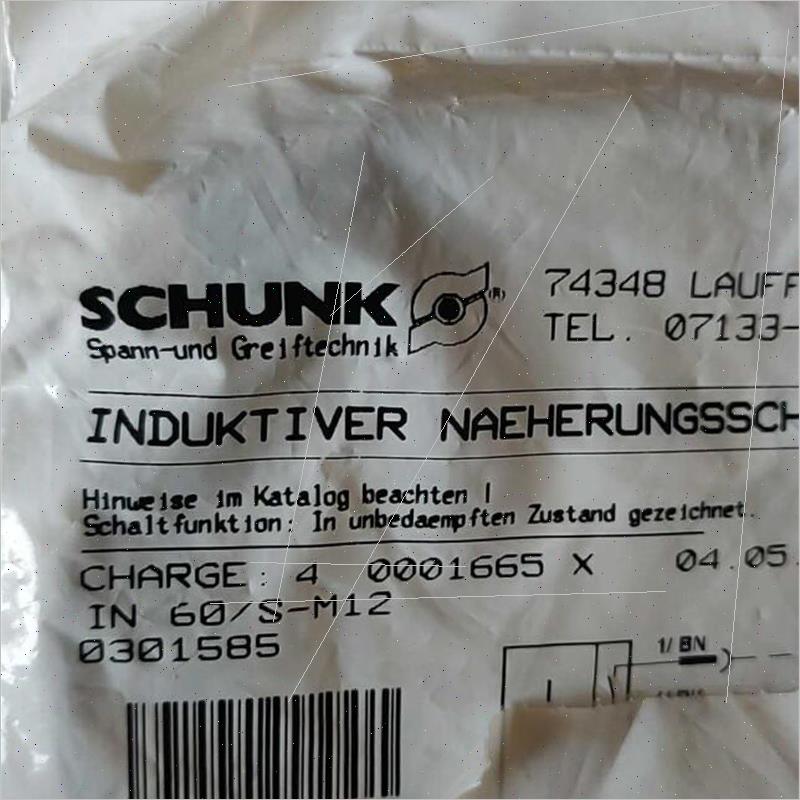 SCHUNK (R) 74348 LAUFF
Spann-und Greiftechnik TEL. 07133-
INDUKTIVER NAEHERUNGSSCH
Hinweise im Katalog beachten !
Schaltfunktion: In unbedaempften Zustand gezeichnet.
CHARGE: 4 0001665 X 04.05.
IN 60/S-M12
0301585
1/ BN